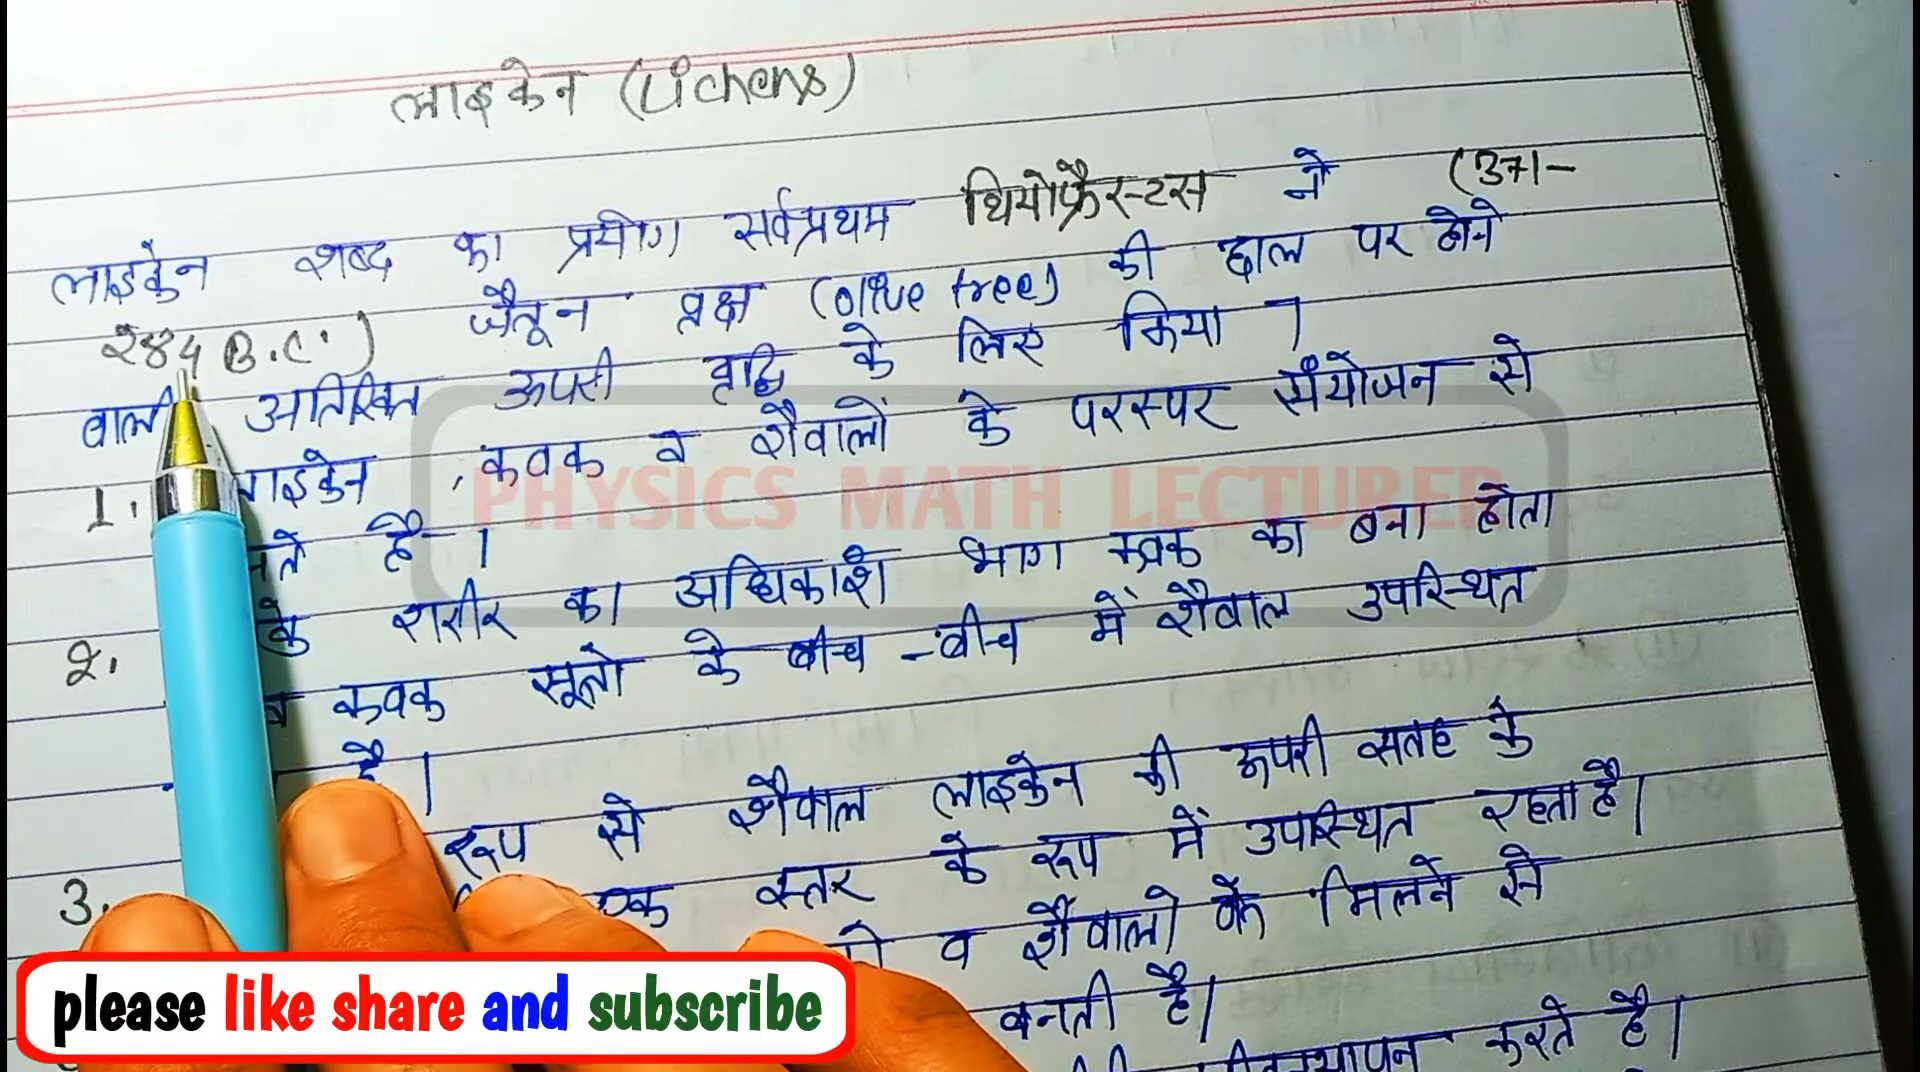 लाइकेन (Lichens)
लाइकेन शब्द का प्रयोग सर्वप्रथम थियोफ्रैस्टस ने (371-
284 B.C.) जैतून वृक्ष (olive tree) की छाल पर होने
वाली अतिरिक्त ऊपरी वृद्धि के लिए किया ।
1. लाइकेन , कवक व शैवालों के परस्पर संयोजन से
हैं ।
2. के शरीर का अधिकांश भाग कवक का बना होता
कवक सूत्रो के बीच -बीच में शैवाल उपस्थित
है ।
3. रूप से शैवाल लाइकेन की ऊपरी सतह के
एक स्तर के रूप में उपस्थित रहता है।
व शैवालो के मिलने से
बनती है।
करते है।
PHYSICS MATH LECTURER
please like share and subscribe